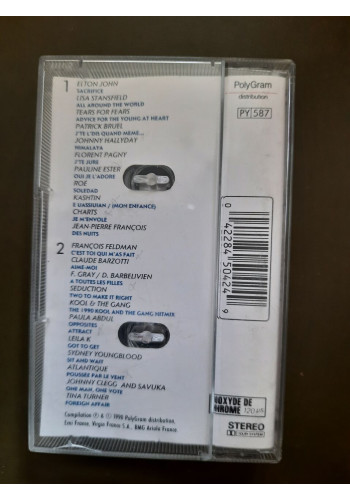 1 ELTON JOHN
SACRIFICE
LISA STANSFIELD
ALL AROUND THE WORLD
TEARS FOR FEARS
ADVICE FOR THE YOUNG AT HEART
PATRICK BRUEL
J'TE L'DIS QUAND MEME...
JOHNNY HALLYDAY
HIMALAYA
FLORENT PAGNY
J'TE JURE
PAULINE ESTER
OUI JE L'ADORE
ROE
SOLEDAD
KASHTIN
E UASSIUIAN / (MON ENFANCE)
CHARTS
JE M'ENVOLE
JEAN-PIERRE FRANÇOIS
DES NUITS
2 FRANÇOIS FELDMAN
C'EST TOI QUI M'AS FAIT
CLAUDE BARZOTTI
AIME-MOI
F. GRAY / D. BARBELIVIEN
A TOUTES LES FILLES
SEDUCTION
TWO TO MAKE IT RIGHT
KOOL & THE GANG
THE 1990 KOOL AND THE GANG HITMIX
PAULA ABDUL
OPPOSITES
ATTRACT
LEILA K
GOT TO GET
SYDNEY YOUNGBLOOD
SIT AND WAIT
ATLANTIQUE
POUSSÉE PAR LE VENT
JOHNNY CLEGG AND SAVUKA
ONE MAN, ONE VOTE
TINA TURNER
FOREIGN AFFAIR
Compilation ℗ & © 1990 PolyGram distribution,
Emi France, Virgin France S.A., BMG Ariola France
PolyGram
distribution
PY 587
0 42284 50424 9
BIOXYDE DE
CHROME 120µs
STEREO
DOLBY SYSTEM